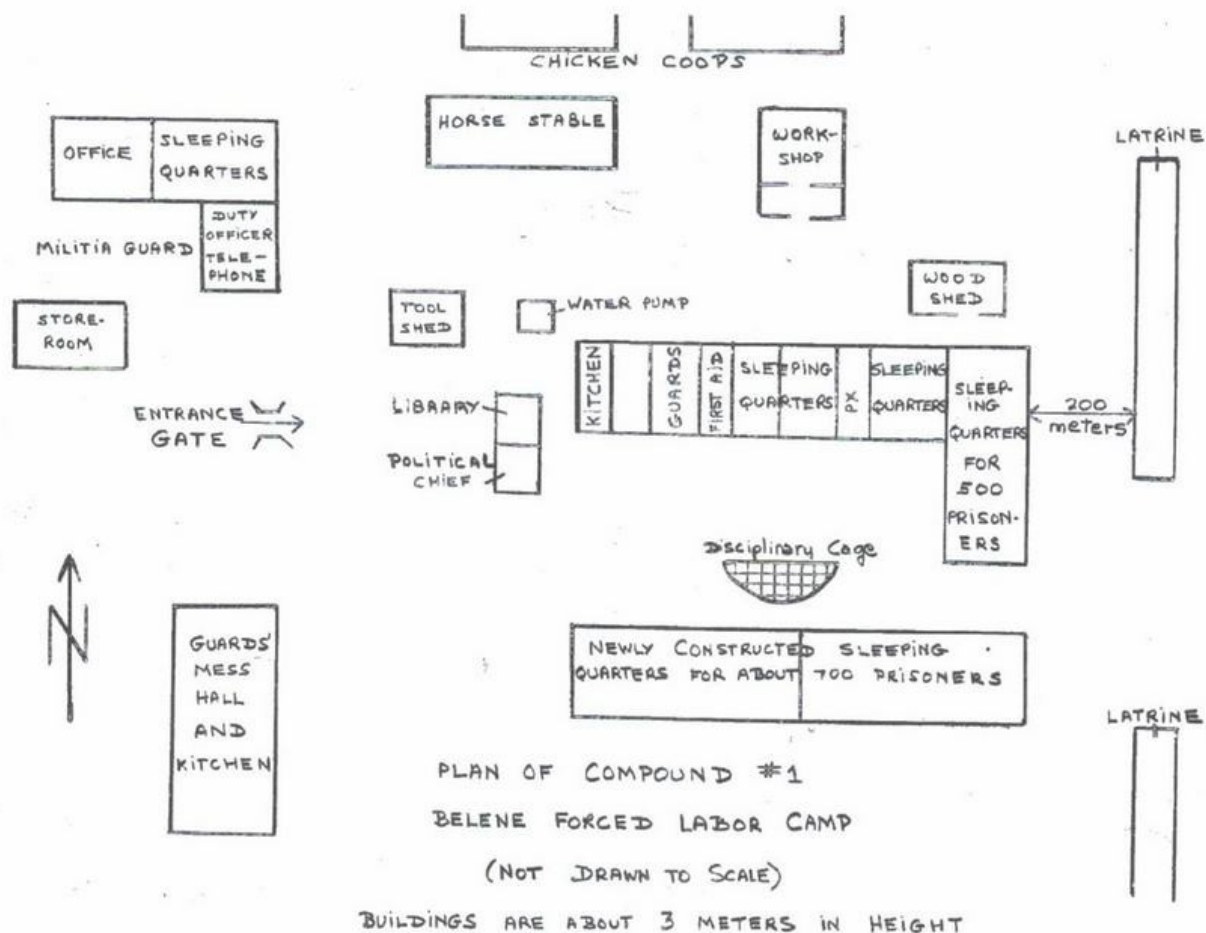 CHICKEN COOPS
HORSE STABLE
WORK-
SHOP
LATRINE
OFFICE
SLEEPING
QUARTERS
DUTY
OFFICER
TELE-
PHONE
MILITIA GUARD
STORE-
ROOM
TOOL
SHED
WATER PUMP
WOOD
SHED
KITCHEN
GUARDS
FIRST AID
SLEEPING
QUARTERS
PX
SLEEPING
QUARTERS
SLEEP-
ING
QUARTERS
FOR
500
PRISON-
ERS
200
meters
ENTRANCE
GATE
LIBRARY
POLITICAL
CHIEF
Disciplinary Cage
N
GUARDS'
MESS
HALL
AND
KITCHEN
NEWLY CONSTRUCTED SLEEPING
QUARTERS FOR ABOUT 700 PRISONERS
LATRINE
PLAN OF COMPOUND #1
BELENE FORCED LABOR CAMP
(NOT DRAWN TO SCALE)
BUILDINGS ARE ABOUT 3 METERS IN HEIGHT